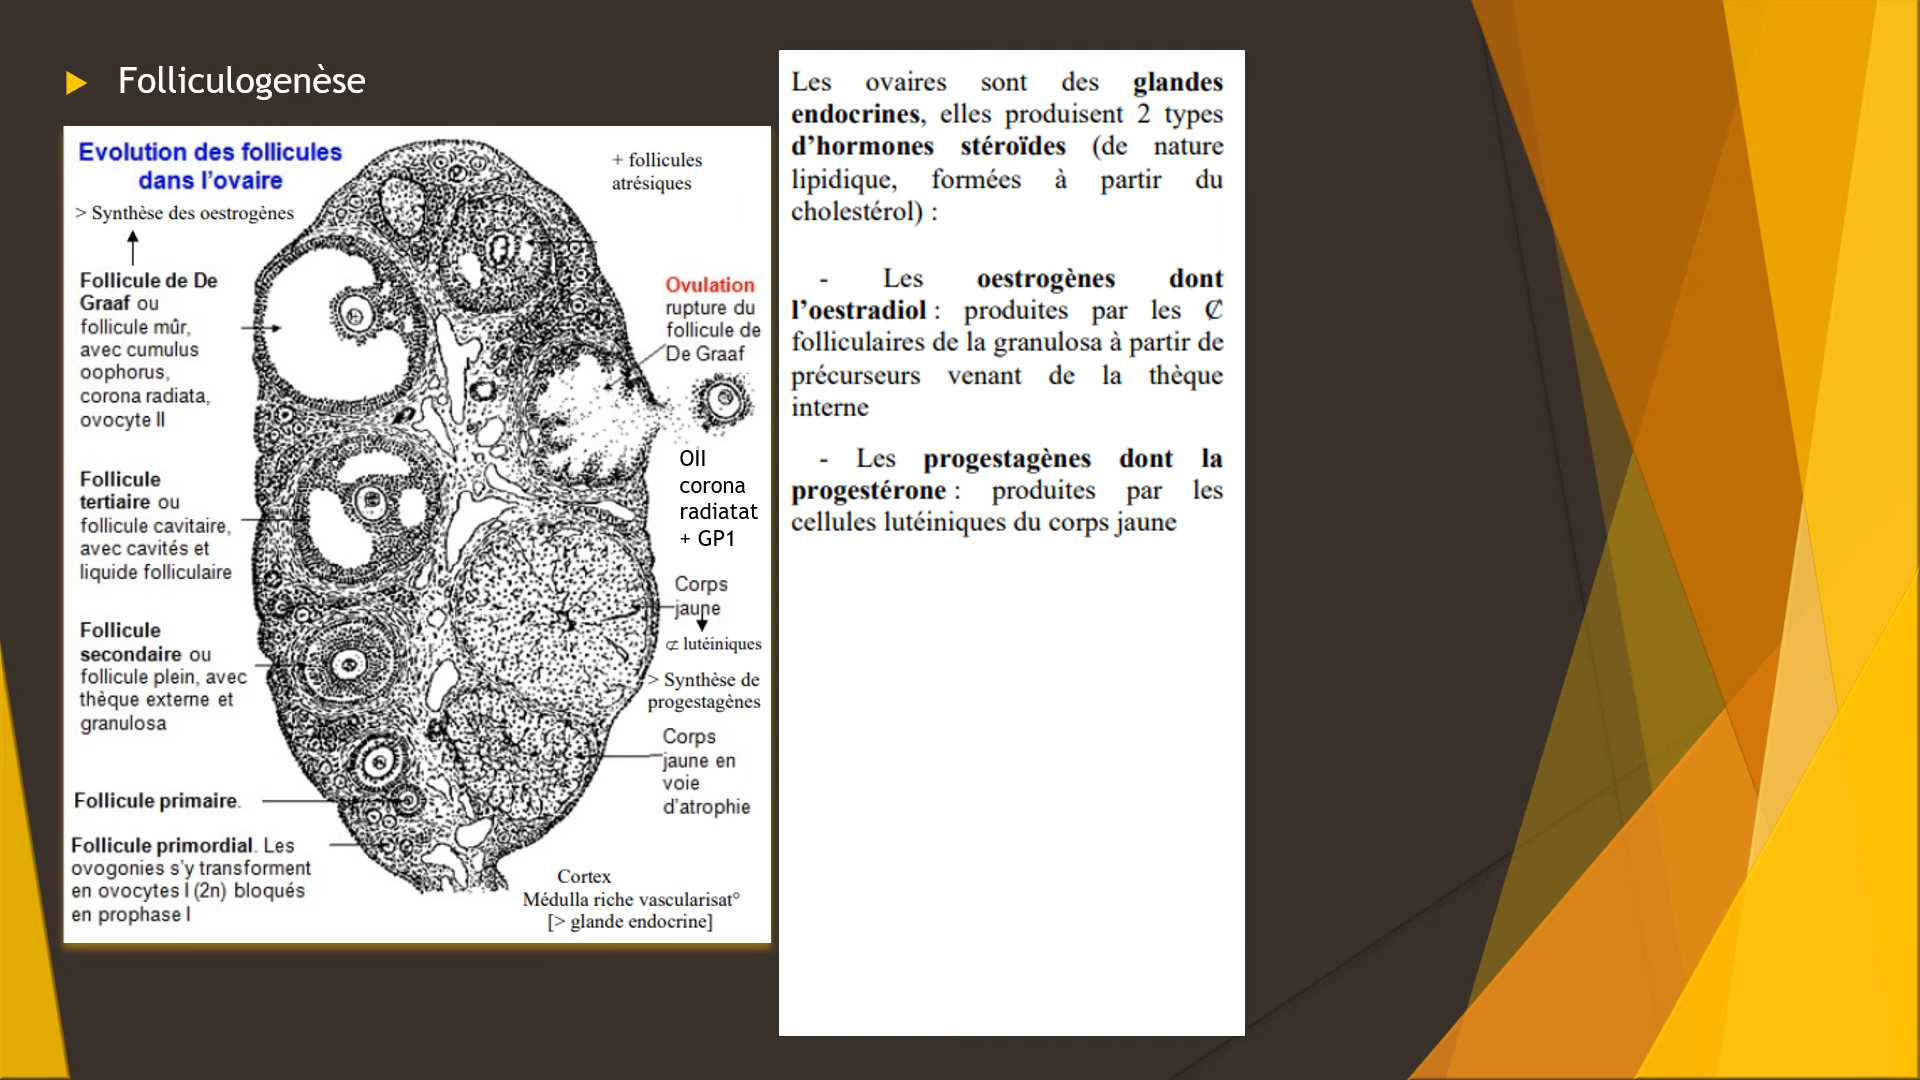 Folliculogenèse
Evolution des follicules
dans l'ovaire
> Synthèse des oestrogènes
Follicule de De
Graaf ou
follicule mûr,
avec cumulus
oophorus,
corona radiata,
ovocyte II
Follicule
tertiaire ou
follicule cavitaire,
avec cavités et
liquide folliculaire
Follicule
secondaire ou
follicule plein, avec
thèque externe et
granulosa
Follicule primaire.
Follicule primordial. Les
ovogonies s'y transforment
en ovocytes I (2n) bloqués
en prophase I
+ follicules
atrésiques
Ovulation
rupture du
follicule de
De Graaf
OII
corona
radiatat
+ GP1
Corps
jaune
⊄ lutéiniques
> Synthèse de
progestagènes
Corps
jaune en
voie
d'atrophie
Cortex
Médulla riche vascularisat°
[> glande endocrine]
Les ovaires sont des glandes
endocrines, elles produisent 2 types
d'hormones stéroïdes (de nature
lipidique, formées à partir du
cholestérol) :
- Les oestrogènes dont
l'oestradiol : produites par les ₡
folliculaires de la granulosa à partir de
précurseurs venant de la thèque
interne
- Les progestagènes dont la
progestérone : produites par les
cellules lutéiniques du corps jaune